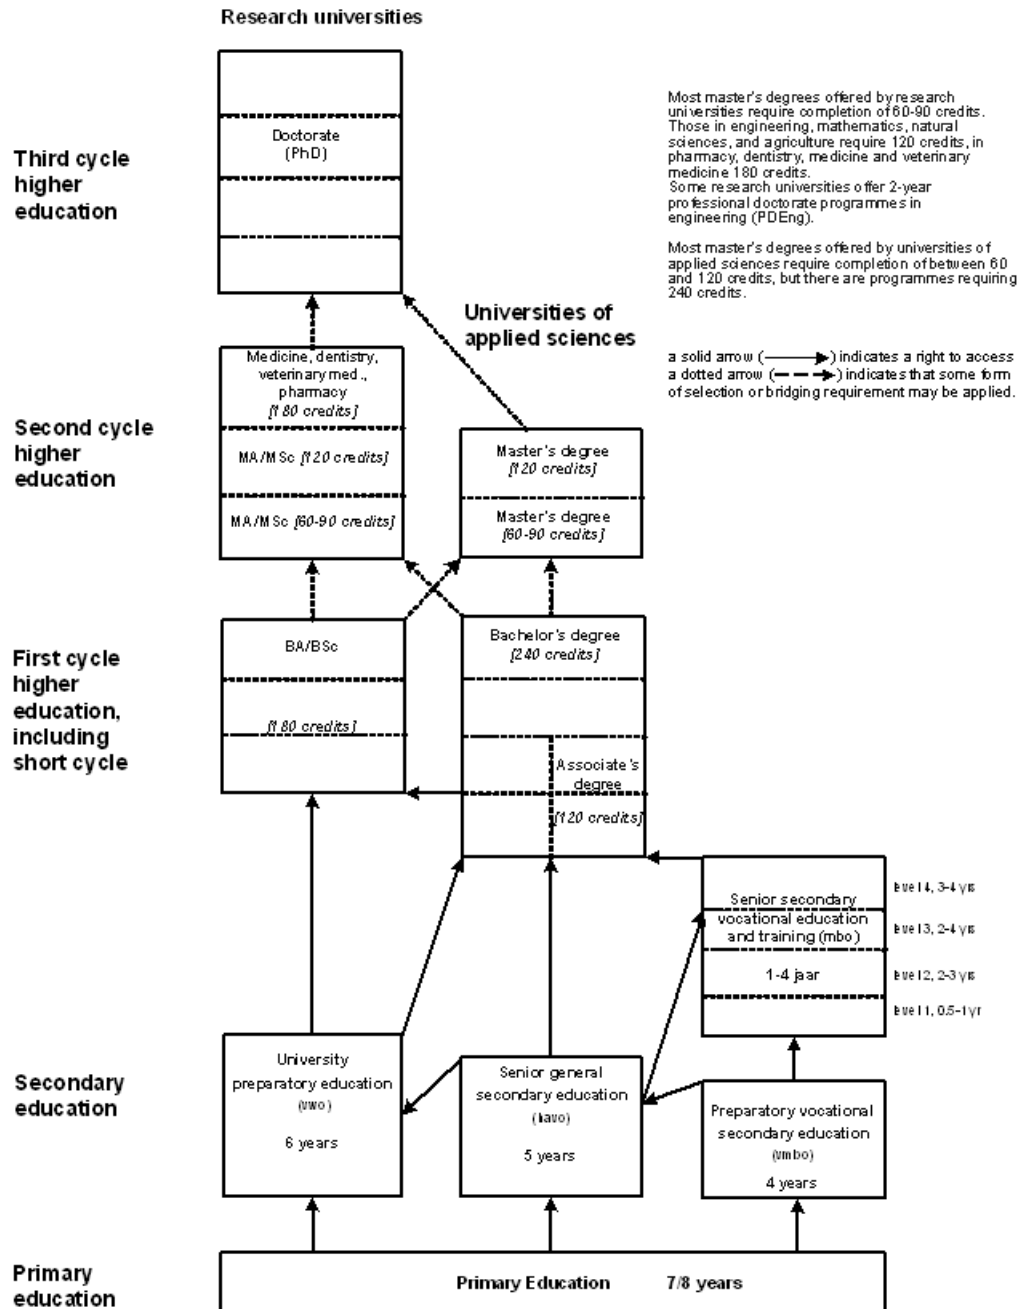 Research universities
Third cycle
higher
education
Doctorate
(PhD)
Most master's degrees offered by research
universities require completion of 60-90 credits.
Those in engineering, mathematics, natural
sciences, and agriculture require 120 credits, in
pharmacy, dentistry, medicine and veterinary
medicine 180 credits.
Some research universities offer 2-year
professional doctorate programmes in
engineering (PDEng).
Most master's degrees offered by universities of
applied sciences require completion of between 60
and 120 credits, but there are programmes requiring
240 credits.
a solid arrow ( ) indicates a right to access
a dotted arrow ( ) indicates that some form
of selection or bridging requirement may be applied.
Universities of
applied sciences
Second cycle
higher
education
Medicine, dentistry,
veterinary med.,
pharmacy
[180 credits]
MA/MSc [120 credits]
MA/MSc [60-90 credits]
Master's degree
[120 credits]
Master's degree
[60-90 credits]
First cycle
higher
education,
including
short cycle
BA/BSc
[180 credits]
Bachelor's degree
[240 credits]
Associate's
degree
[120 credits]
Senior secondary
vocational education
and training (mbo)
1-4 jaar
level 4, 3-4 yrs
level 3, 2-4 yrs
level 2, 2-3 yrs
level 1, 0.5-1 yr
Secondary
education
University
preparatory education
(vwo)
6 years
Senior general
secondary education
(havo)
5 years
Preparatory vocational
secondary education
(vmbo)
4 years
Primary
education
Primary Education 7/8 years